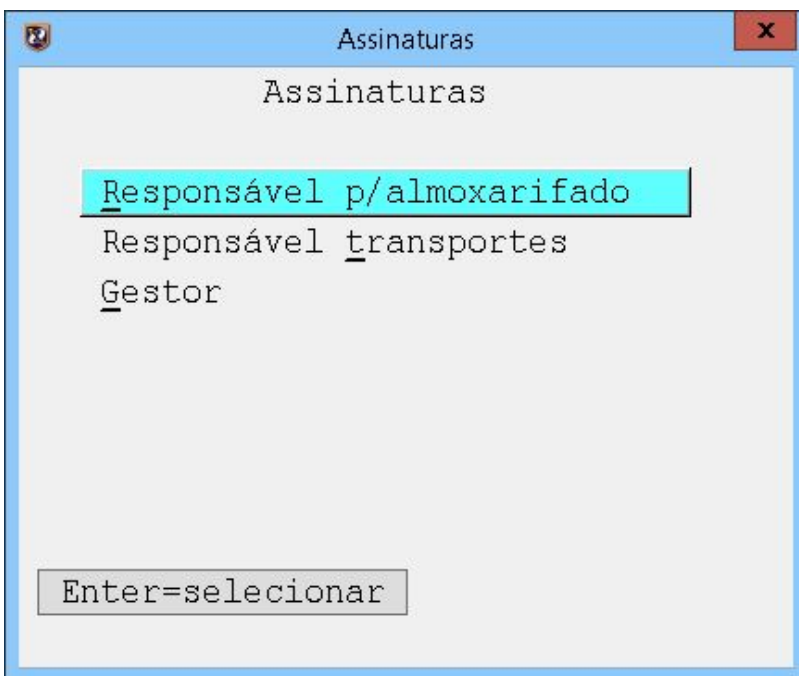 Assinaturas
x
Assinaturas
Responsável p/almoxarifado
Responsável transportes
Gestor
Enter=selecionar